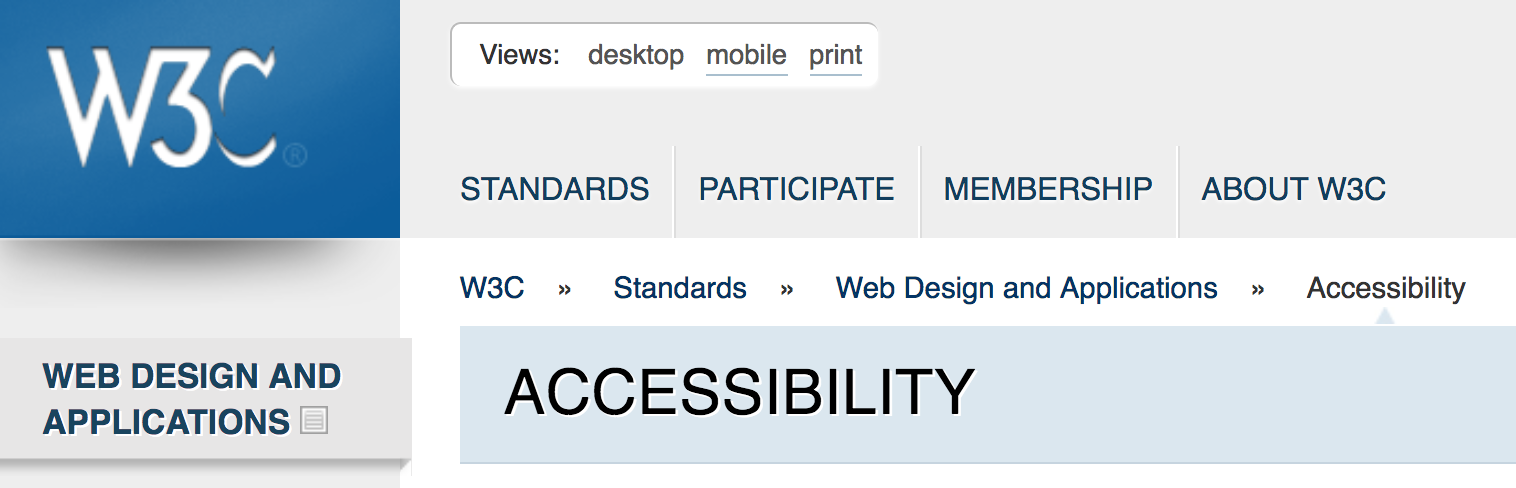 W3C®
Views: desktop mobile print
STANDARDS PARTICIPATE MEMBERSHIP ABOUT W3C
W3C » Standards » Web Design and Applications » Accessibility
WEB DESIGN AND
APPLICATIONS
ACCESSIBILITY